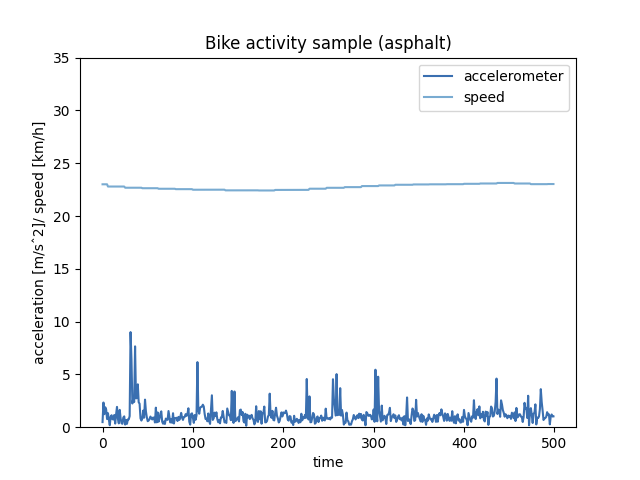 Bike activity sample (asphalt)
accelerometer
speed
35
30
25
20
15
10
5
0
acceleration [m/sˆ2]/ speed [km/h]
0 100 200 300 400 500
time